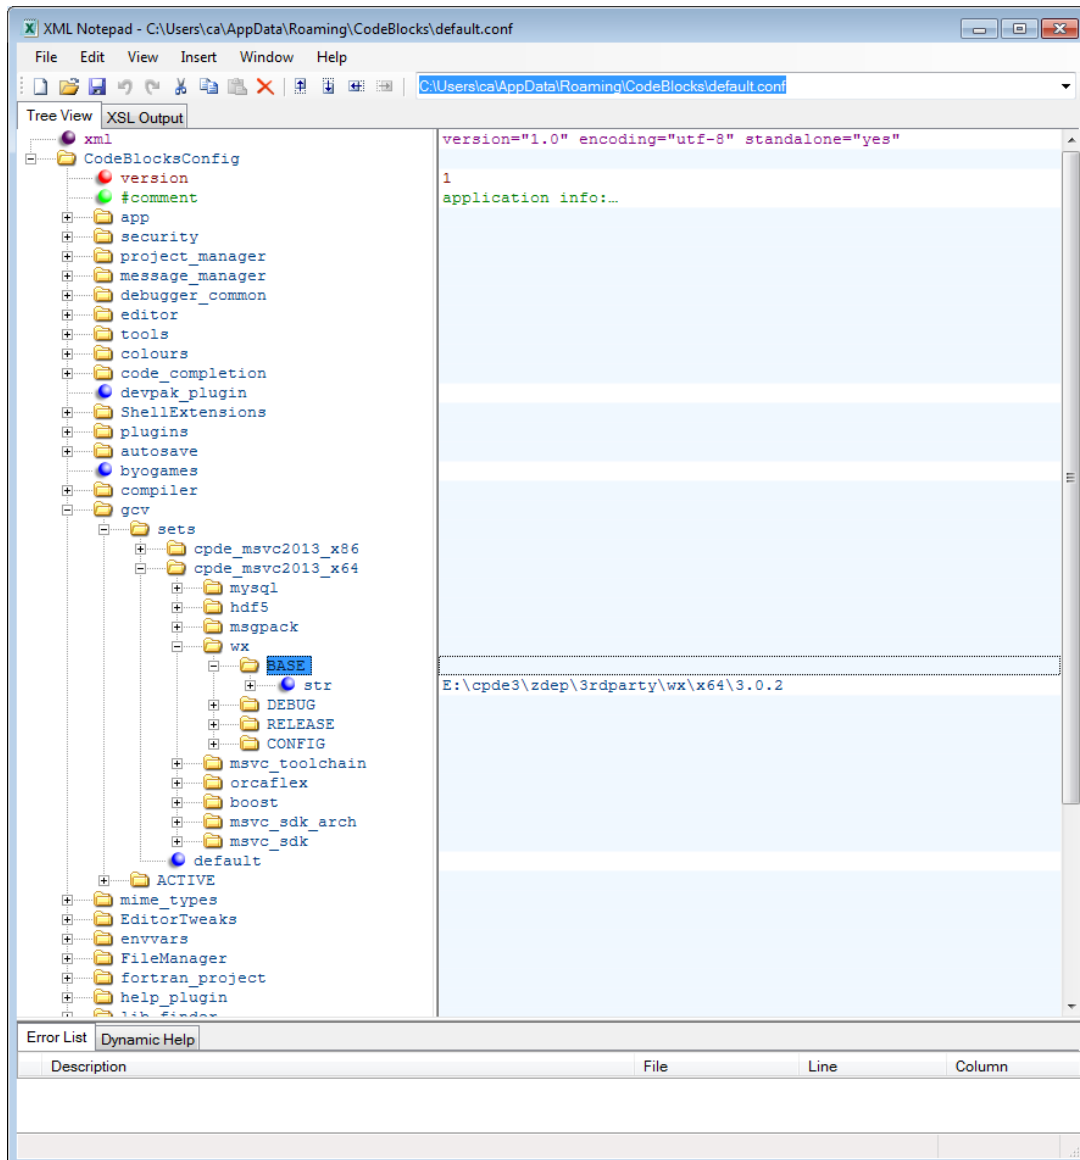 XML Notepad - C:\Users\ca\AppData\Roaming\CodeBlocks\default.conf
File Edit View Insert Window Help
C:\Users\ca\AppData\Roaming\CodeBlocks\default.conf
Tree View XSL Output
xml version="1.0" encoding="utf-8" standalone="yes"
CodeBlocksConfig
version 1
#comment application info:…
app
security
project_manager
message_manager
debugger_common
editor
tools
colours
code_completion
devpak_plugin
ShellExtensions
plugins
autosave
byogames
compiler
gcv
sets
cpde_msvc2013_x86
cpde_msvc2013_x64
mysql
hdf5
msgpack
wx
BASE
str E:\cpde3\zdep\3rdparty\wx\x64\3.0.2
DEBUG
RELEASE
CONFIG
msvc_toolchain
orcaflex
boost
msvc_sdk_arch
msvc_sdk
default
ACTIVE
mime_types
EditorTweaks
envvars
FileManager
fortran_project
help_plugin
lib_finder
Error List Dynamic Help
Description File Line Column